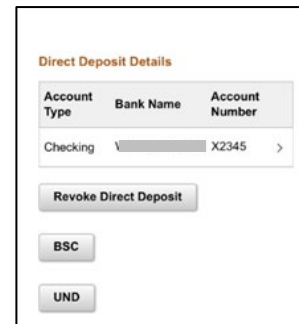 Direct Deposit Details
Account Type Bank Name Account Number
Checking X2345 >
Revoke Direct Deposit
BSC
UND